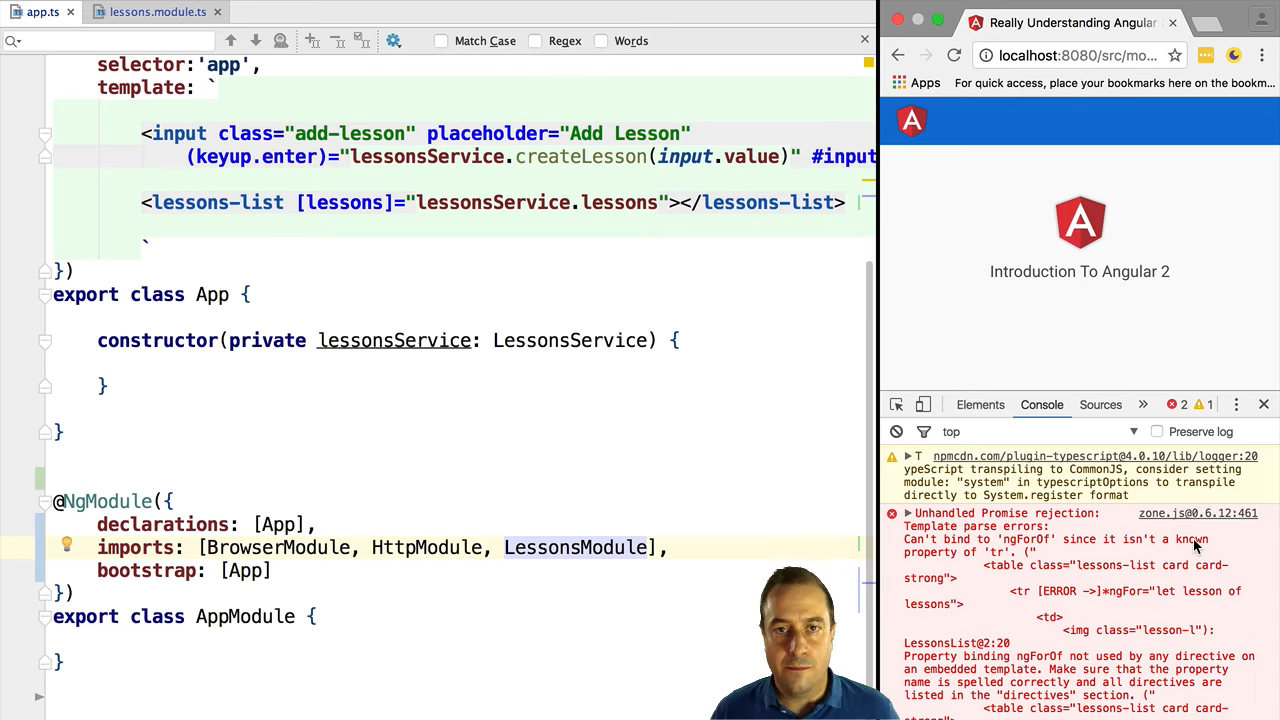 app.ts
lessons.module.ts
Match Case
Regex
Words
selector:'app',
template: `
<input class="add-lesson" placeholder="Add Lesson"
(keyup.enter)="lessonsService.createLesson(input.value)" #input
<lessons-list [lessons]="lessonsService.lessons"></lessons-list>
`
})
export class App {
constructor(private lessonsService: LessonsService) {
}
}
@NgModule({
declarations: [App],
imports: [BrowserModule, HttpModule, LessonsModule],
bootstrap: [App]
})
export class AppModule {
}
Really Understanding Angular
localhost:8080/src/mo...
Apps
For quick access, place your bookmarks here on the bookm...
A
A
Introduction To Angular 2
Elements
Console
Sources
2
1
top
Preserve log
T npmcdn.com/plugin-typescript@4.0.10/lib/logger:20
ypeScript transpiling to CommonJS, consider setting
module: "system" in typescriptOptions to transpile
directly to System.register format
Unhandled Promise rejection: zone.js@0.6.12:461
Template parse errors:
Can't bind to 'ngForOf' since it isn't a known
property of 'tr'. ("
<table class="lessons-list card card-
strong">
<tr [ERROR ->]*ngFor="let lesson of
lessons">
<td>
<img class="lesson-l"):
LessonsList@2:20
Property binding ngForOf not used by any directive on
an embedded template. Make sure that the property
name is spelled correctly and all directives are
listed in the "directives" section. ("
<table class="lessons-list card card-